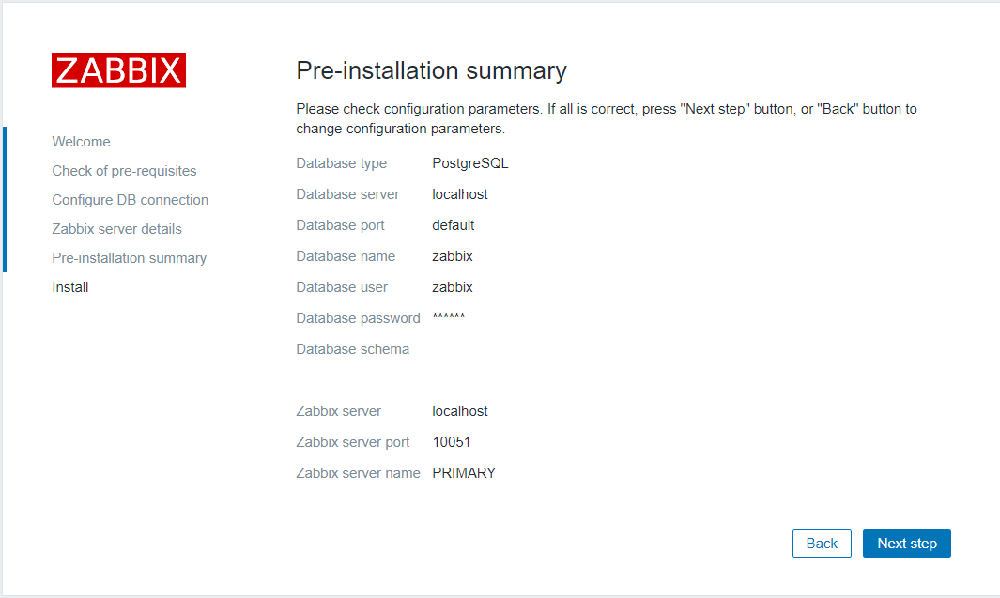 ZABBIX
Welcome
Check of pre-requisites
Configure DB connection
Zabbix server details
Pre-installation summary
Install
Pre-installation summary
Please check configuration parameters. If all is correct, press "Next step" button, or "Back" button to
change configuration parameters.
Database type PostgreSQL
Database server localhost
Database port default
Database name zabbix
Database user zabbix
Database password ******
Database schema
Zabbix server localhost
Zabbix server port 10051
Zabbix server name PRIMARY
Back Next step